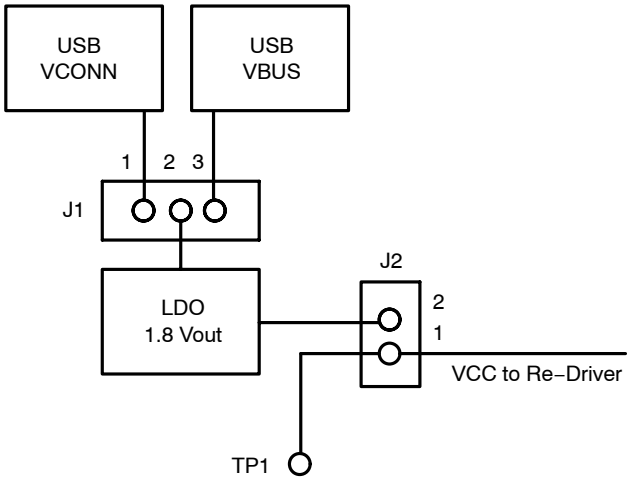 USB
VCONN
USB
VBUS
1 2 3
J1
LDO
1.8 Vout
J2
2
1
VCC to Re−Driver
TP1